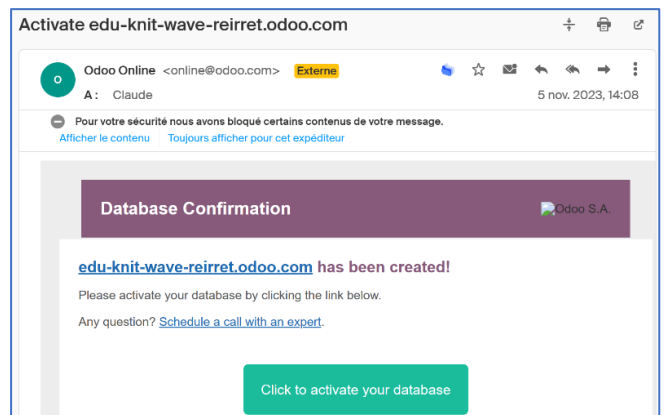 Activate edu-knit-wave-reirret.odoo.com
O
Odoo Online <online@odoo.com> Externe
A : Claude
5 nov. 2023, 14:08
Pour votre sécurité nous avons bloqué certains contenus de votre message.
Afficher le contenu Toujours afficher pour cet expéditeur
Database Confirmation
Odoo S.A.
edu-knit-wave-reirret.odoo.com has been created!
Please activate your database by clicking the link below.
Any question? Schedule a call with an expert.
Click to activate your database